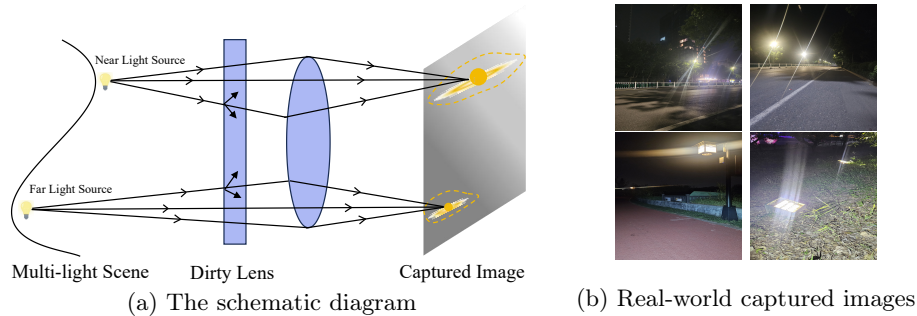 Near Light Source
Far Light Source
Multi-light Scene
Dirty Lens
Captured Image
(a) The schematic diagram
(b) Real-world captured images